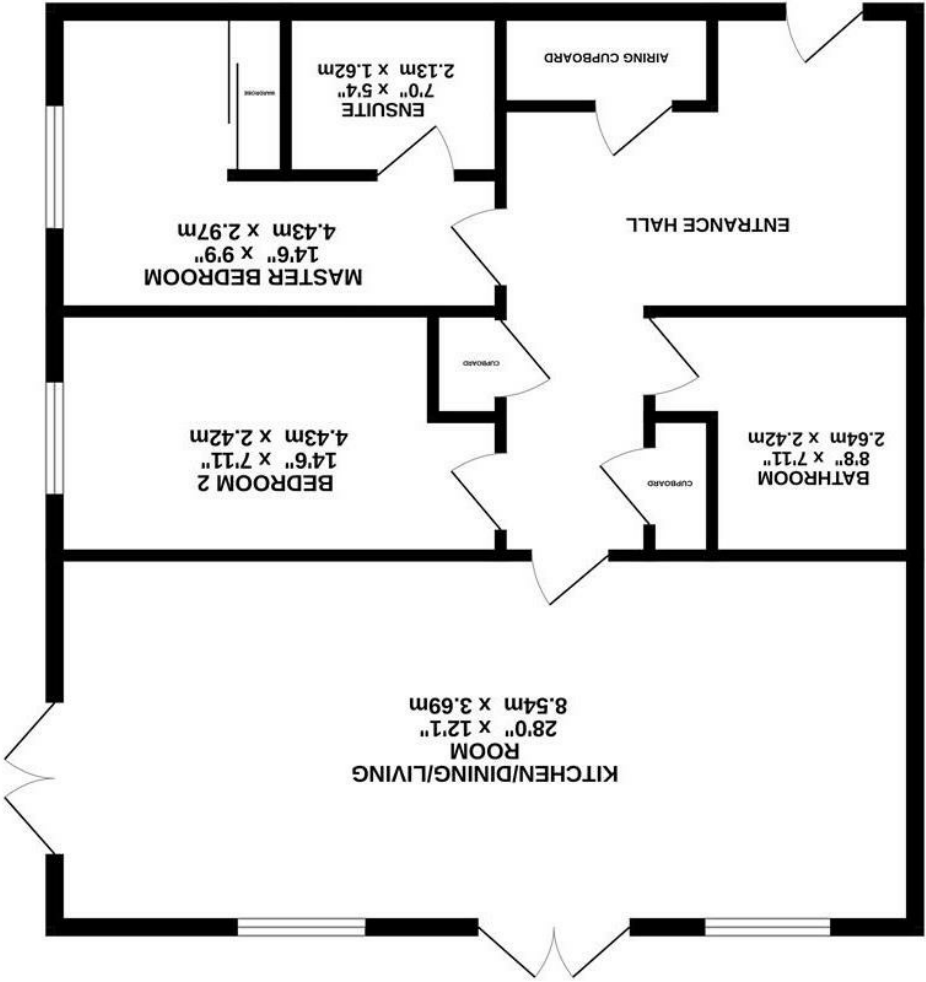 KITCHEN/DINING/LIVING
ROOM
28'0" x 12'1"
8.54m x 3.69m
BATHROOM
8'8" x 7'11"
2.64m x 2.42m
CUPBOARD
BEDROOM 2
14'6" x 7'11"
4.43m x 2.42m
CUPBOARD
MASTER BEDROOM
14'6" x 9'9"
4.43m x 2.97m
ENTRANCE HALL
ENSUITE
7'0" x 5'4"
2.13m x 1.62m
WARDROBE
AIRING CUPBOARD